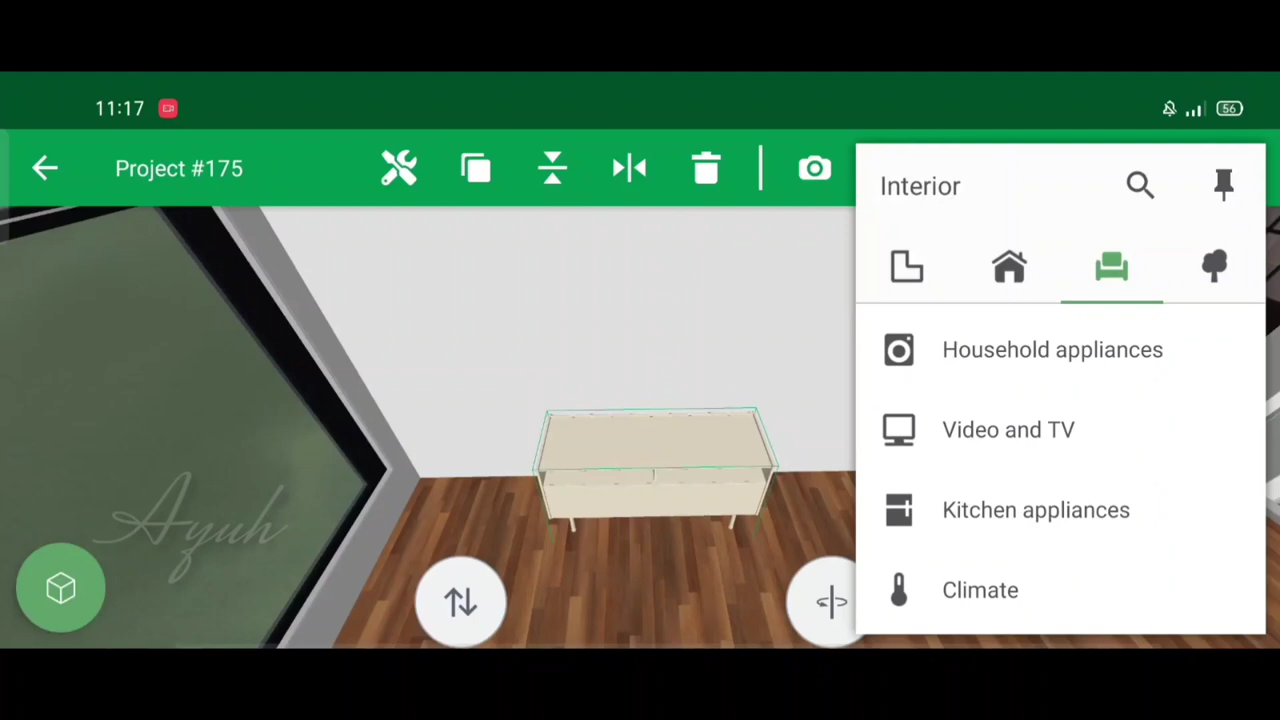 11:17
56
Project #175
Interior
Household appliances
Video and TV
Kitchen appliances
Climate
Ayuh